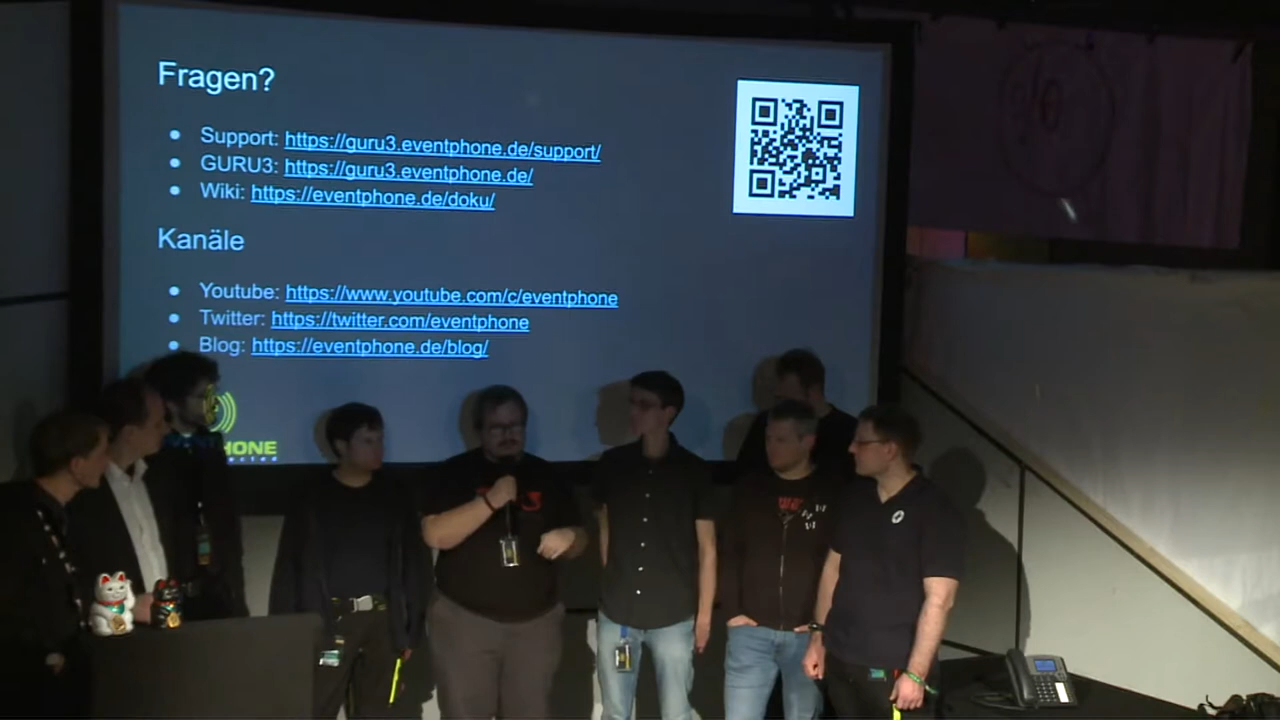 Fragen?
● Support: https://guru3.eventphone.de/support/
● GURU3: https://guru3.eventphone.de/
● Wiki: https://eventphone.de/doku/
Kanäle
● Youtube: https://www.youtube.com/c/eventphone
● Twitter: https://twitter.com/eventphone
● Blog: https://eventphone.de/blog/
HONE